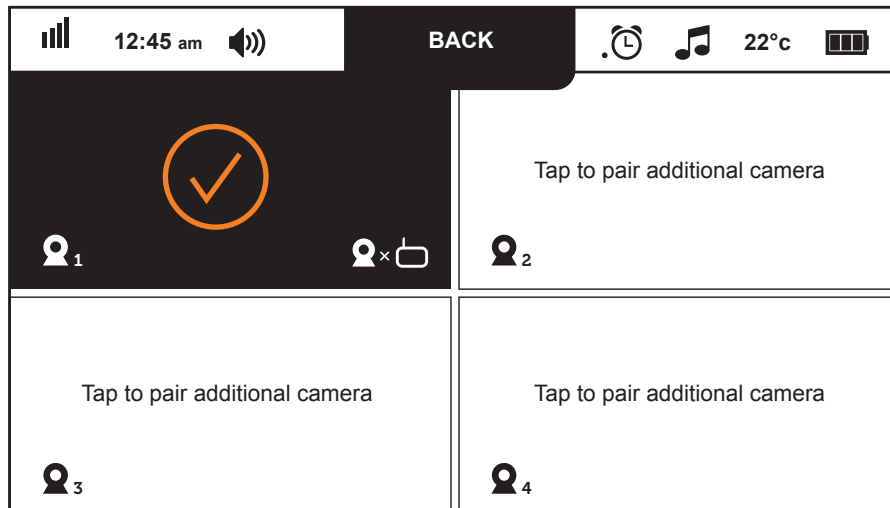 12:45 am
BACK
22°c
Tap to pair additional camera
1
2
Tap to pair additional camera
Tap to pair additional camera
3
4